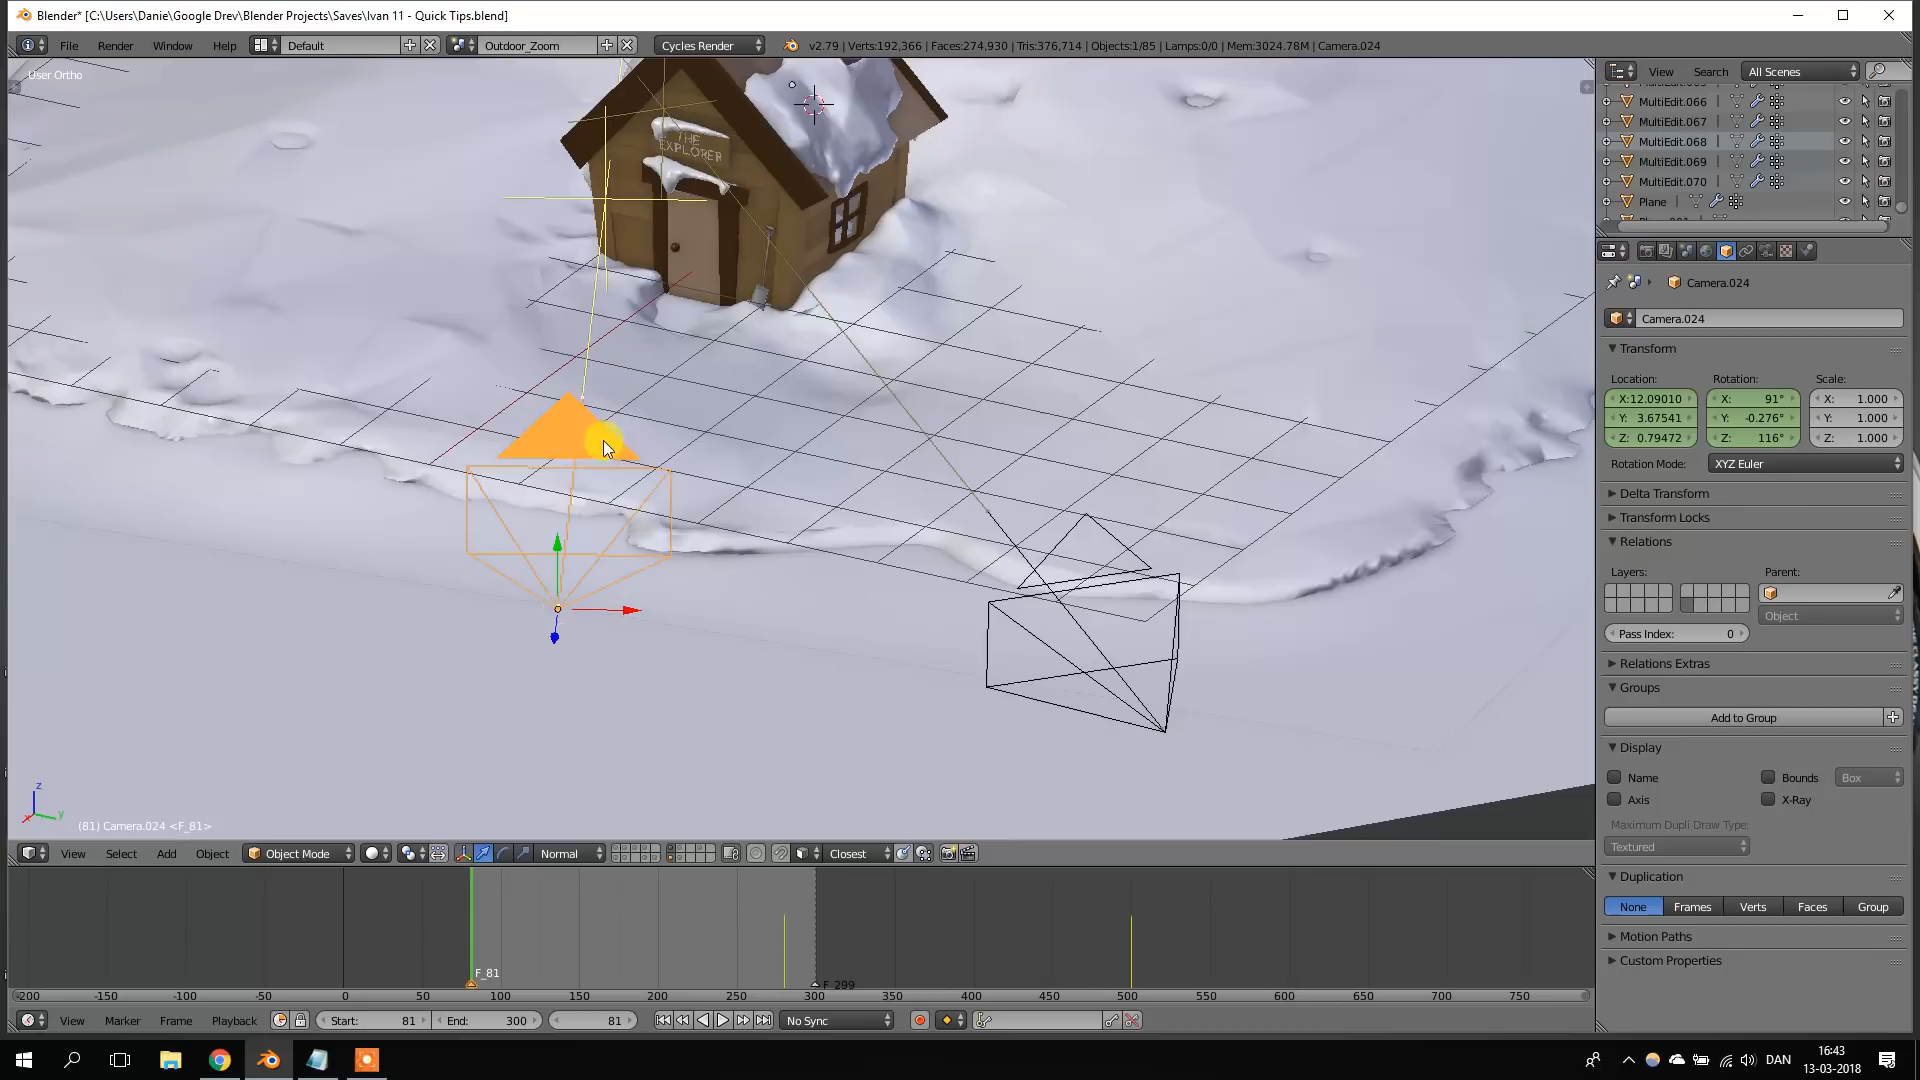 Blender* [C:\Users\Danie\Google Drev\Blender Projects\Saves\Ivan 11 - Quick Tips.blend]
File Render Window Help Default Outdoor_Zoom Cycles Render v2.79 | Verts:192,366 | Faces:274,930 | Tris:376,714 | Objects:1/85 | Lamps:0/0 | Mem:3024.78M | Camera.024
User Ortho
View Search All Scenes
MultiEdit.066
MultiEdit.067
MultiEdit.068
MultiEdit.069
MultiEdit.070
Plane
THE
EXPLORER
Camera.024
Camera.024
Transform
Location: Rotation: Scale:
X:12.09010 X: 91° X: 1.000
Y: 3.67541 Y: -0.276° Y: 1.000
Z: 0.79472 Z: 116° Z: 1.000
Rotation Mode: XYZ Euler
Delta Transform
Transform Locks
Relations
Layers: Parent:
Object
Pass Index: 0
Relations Extras
Groups
Add to Group
Display
Name Bounds Box
Axis X-Ray
Maximum Dupli Draw Type:
Textured
Duplication
None Frames Verts Faces Group
Motion Paths
Custom Properties
z
x y
(81) Camera.024 <F_81>
View Select Add Object Object Mode Normal Closest
F_81
F_299
-200 -150 -100 -50 0 50 100 150 200 250 300 350 400 450 500 550 600 650 700 750
View Marker Frame Playback Start: 81 End: 300 81 No Sync
DAN
16:43
13-03-2018